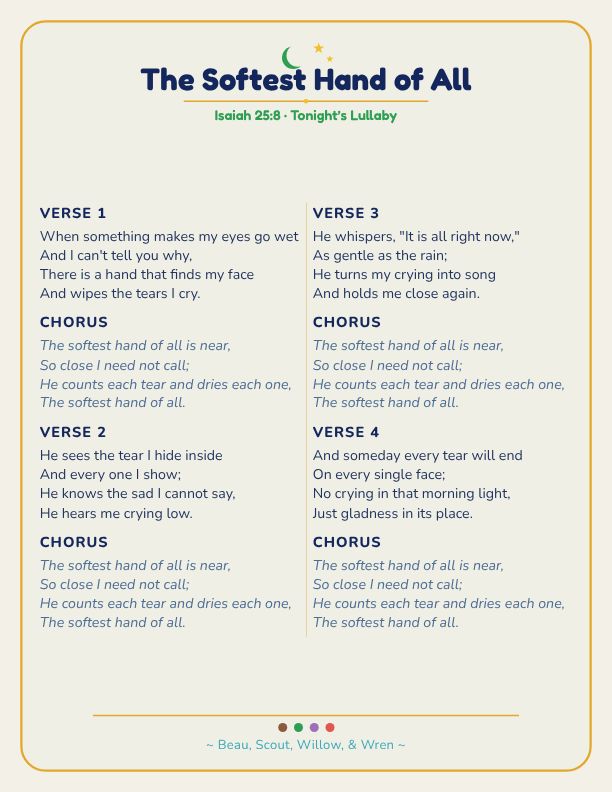 The Softest Hand of All
Isaiah 25:8 · Tonight's Lullaby
VERSE 1
When something makes my eyes go wet
And I can't tell you why,
There is a hand that finds my face
And wipes the tears I cry.
CHORUS
The softest hand of all is near,
So close I need not call;
He counts each tear and dries each one,
The softest hand of all.
VERSE 2
He sees the tear I hide inside
And every one I show;
He knows the sad I cannot say,
He hears me crying low.
CHORUS
The softest hand of all is near,
So close I need not call;
He counts each tear and dries each one,
The softest hand of all.
VERSE 3
He whispers, "It is all right now,"
As gentle as the rain;
He turns my crying into song
And holds me close again.
CHORUS
The softest hand of all is near,
So close I need not call;
He counts each tear and dries each one,
The softest hand of all.
VERSE 4
And someday every tear will end
On every single face;
No crying in that morning light,
Just gladness in its place.
CHORUS
The softest hand of all is near,
So close I need not call;
He counts each tear and dries each one,
The softest hand of all.
~ Beau, Scout, Willow, & Wren ~